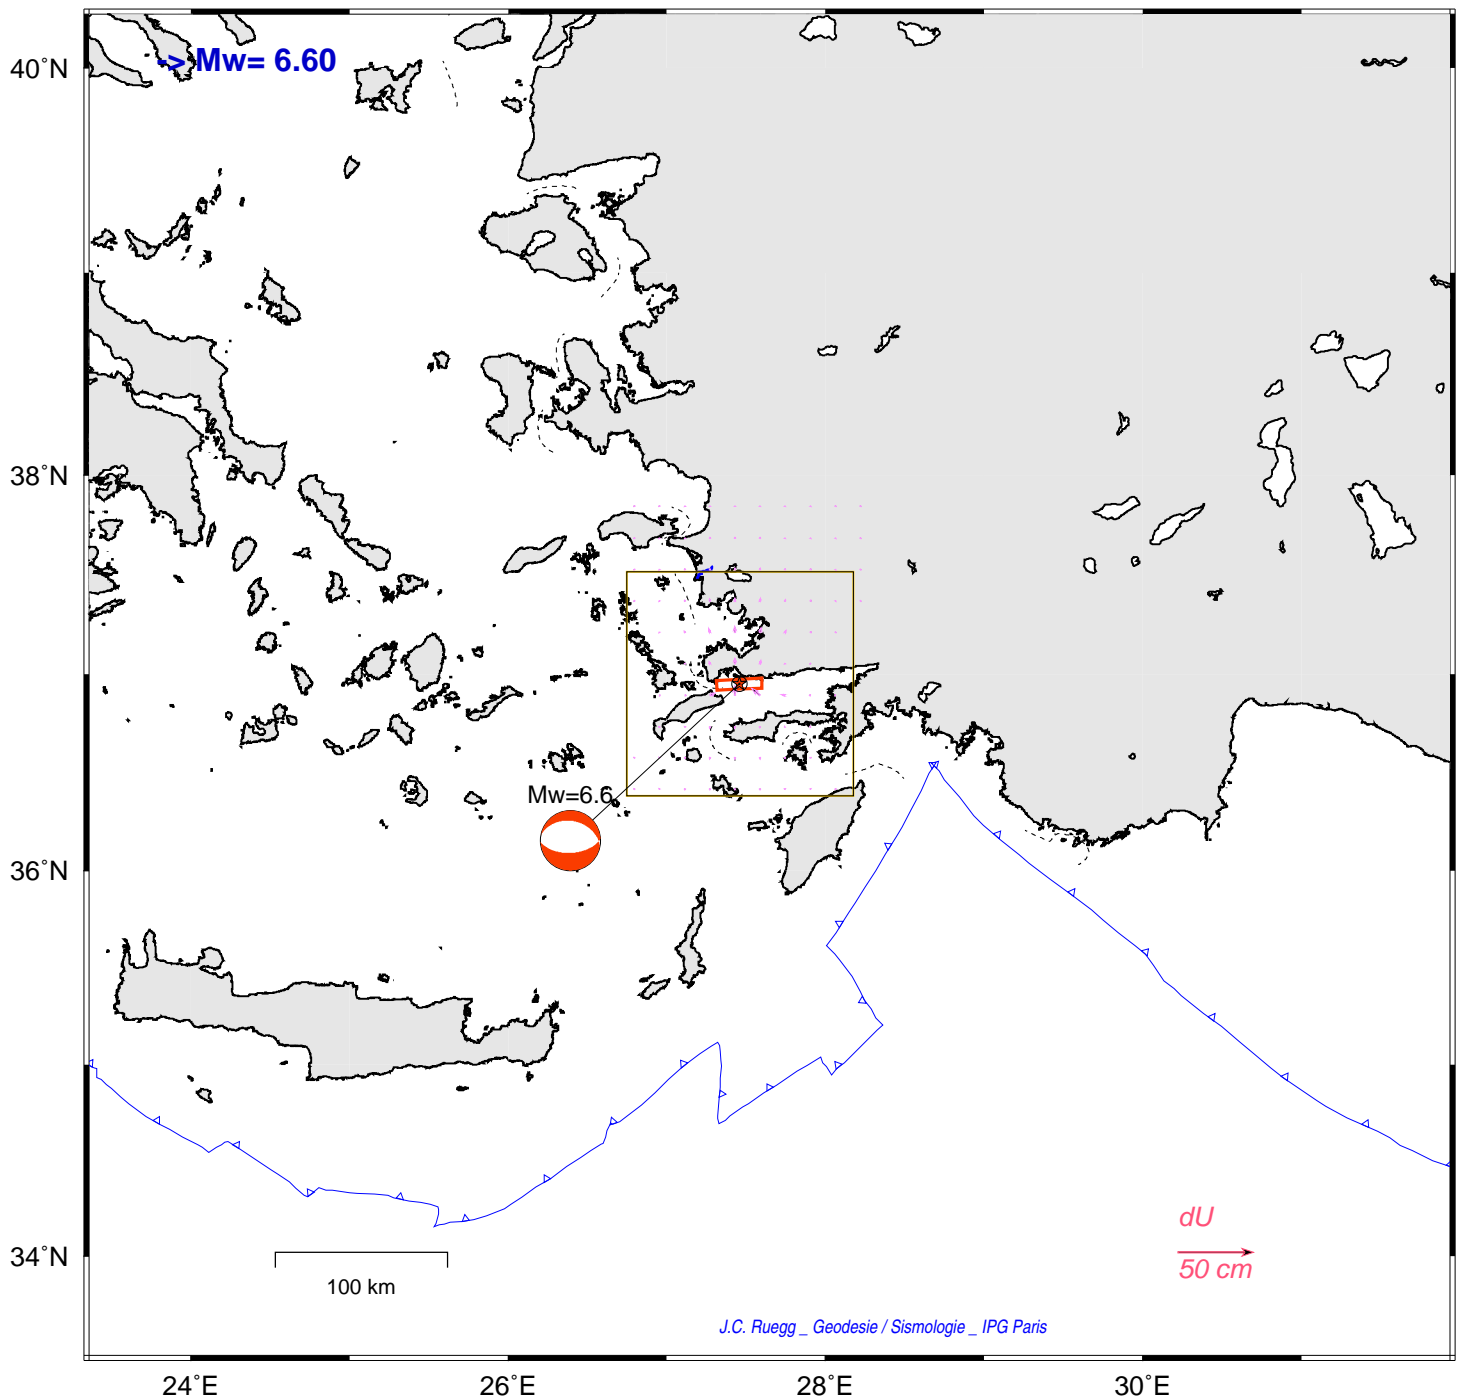 -> Mw= 6.60
40°N
38°N
Mw=6.6
36°N
dU
34°N
50 cm
100 km
J.C. Ruegg _ Geodesie / Sismologie _ IPG Paris
24°E 26°E 28°E 30°E